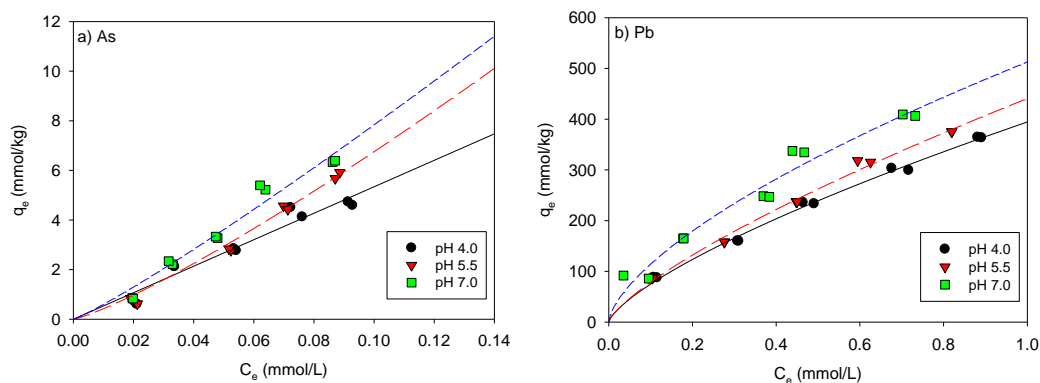 a) As
12
10
8
6
4
2
0
qe (mmol/kg)
0.00 0.02 0.04 0.06 0.08 0.10 0.12 0.14
Ce (mmol/L)
pH 4.0
pH 5.5
pH 7.0
b) Pb
600
500
400
300
200
100
0
qe (mmol/kg)
0.0 0.2 0.4 0.6 0.8 1.0
Ce (mmol/L)
pH 4.0
pH 5.5
pH 7.0